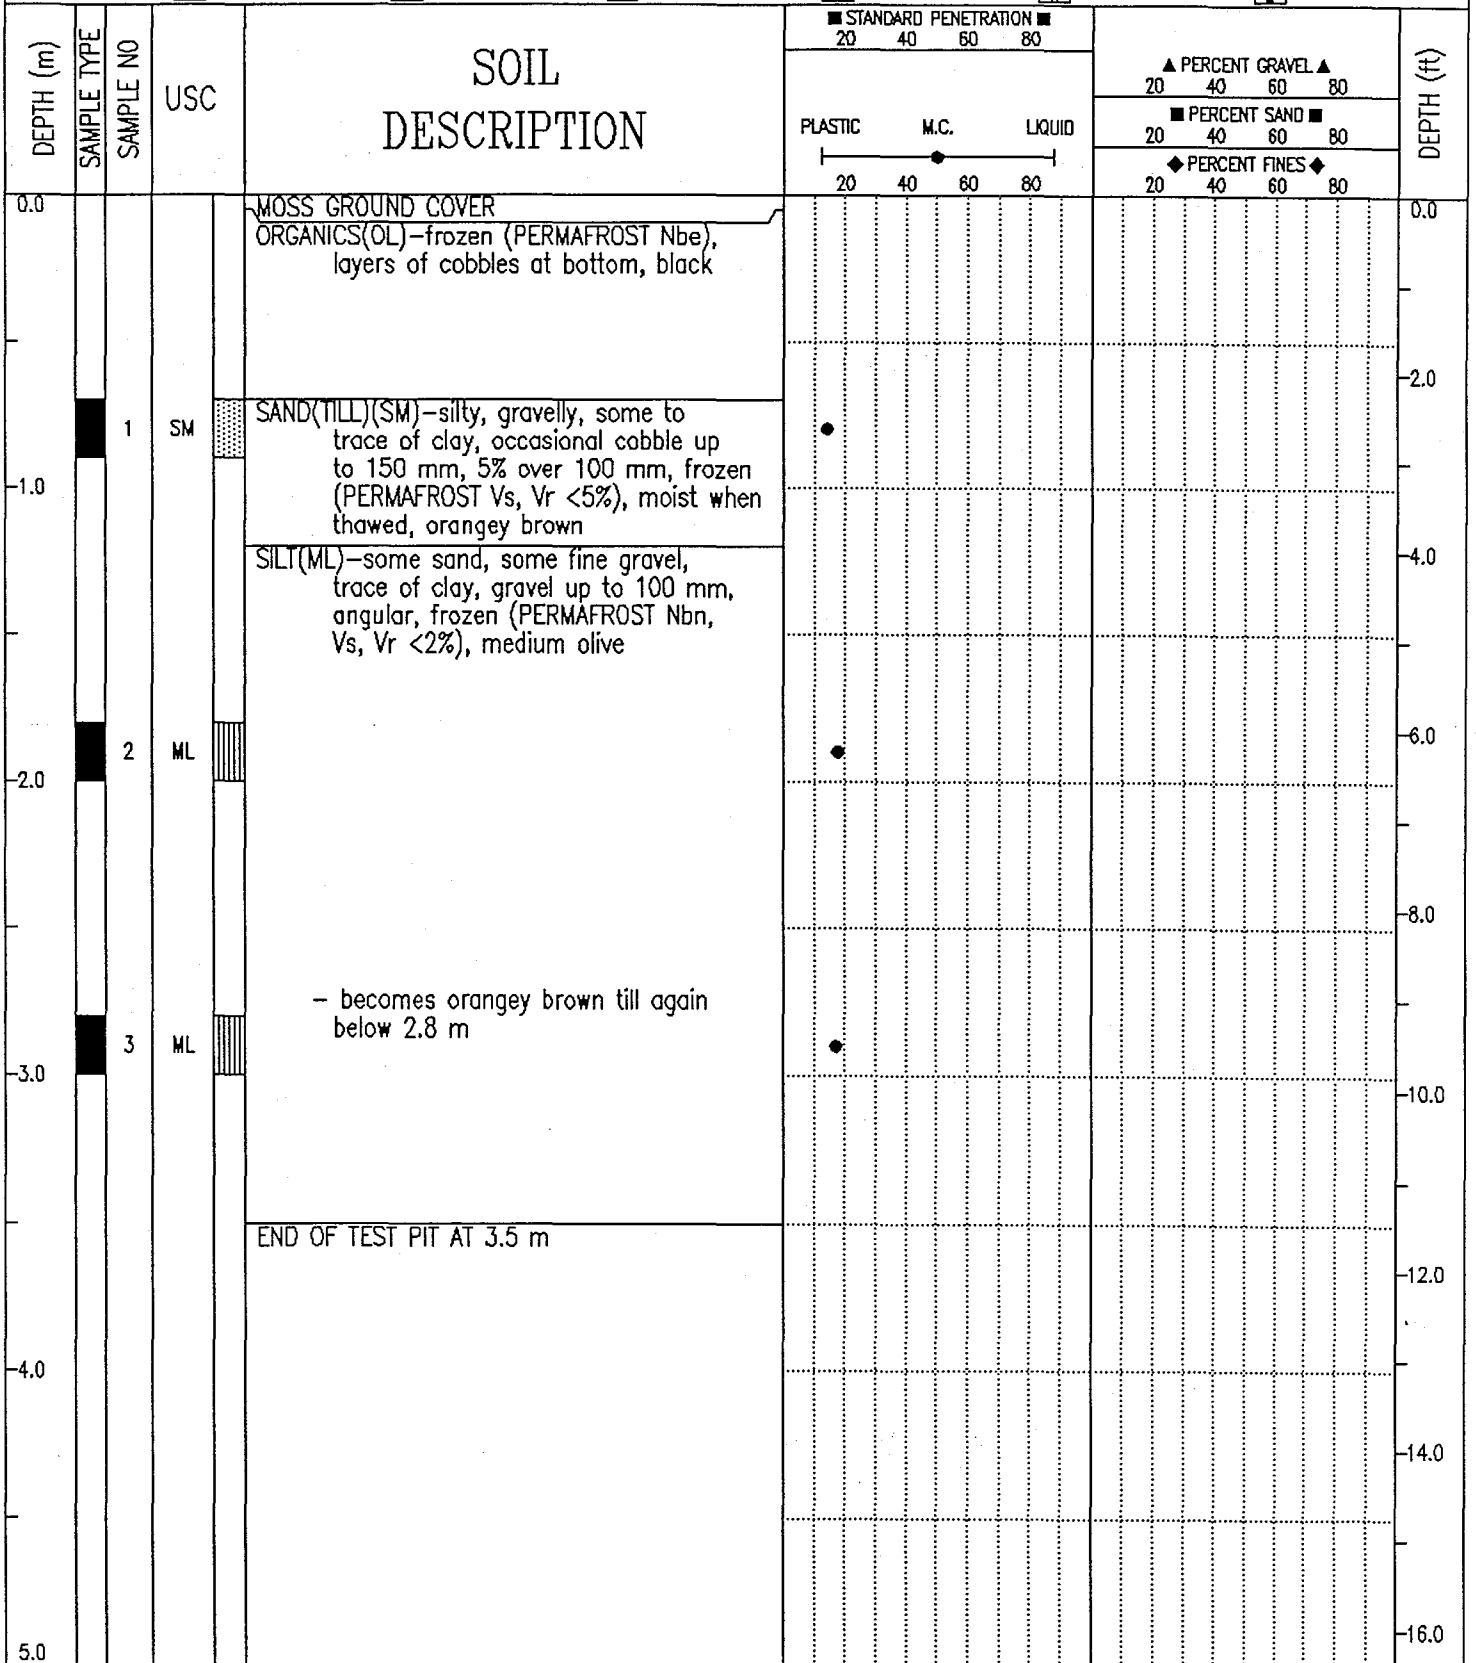 ■ STANDARD PENETRATION ■
20 40 60 80
DEPTH (m)
SAMPLE TYPE
SAMPLE NO
USC
SOIL
DESCRIPTION
PLASTIC M.C. LIQUID
20 40 60 80
▲ PERCENT GRAVEL ▲
20 40 60 80
■ PERCENT SAND ■
20 40 60 80
◆ PERCENT FINES ◆
20 40 60 80
DEPTH (ft)
0.0
MOSS GROUND COVER
0.0
ORGANICS(OL)-frozen (PERMAFROST Nbe),
layers of cobbles at bottom, black
2.0
1 SM
SAND(TILL)(SM)-silty, gravelly, some to
trace of clay, occasional cobble up
to 150 mm, 5% over 100 mm, frozen
1.0
(PERMAFROST Vs, Vr <5%), moist when
thawed, orangey brown
SILT(ML)-some sand, some fine gravel,
4.0
trace of clay, gravel up to 100 mm,
angular, frozen (PERMAFROST Nbn,
Vs, Vr <2%), medium olive
6.0
2 ML
2.0
8.0
- becomes orangey brown till again
below 2.8 m
3 ML
3.0
10.0
END OF TEST PIT AT 3.5 m
12.0
4.0
14.0
16.0
5.0